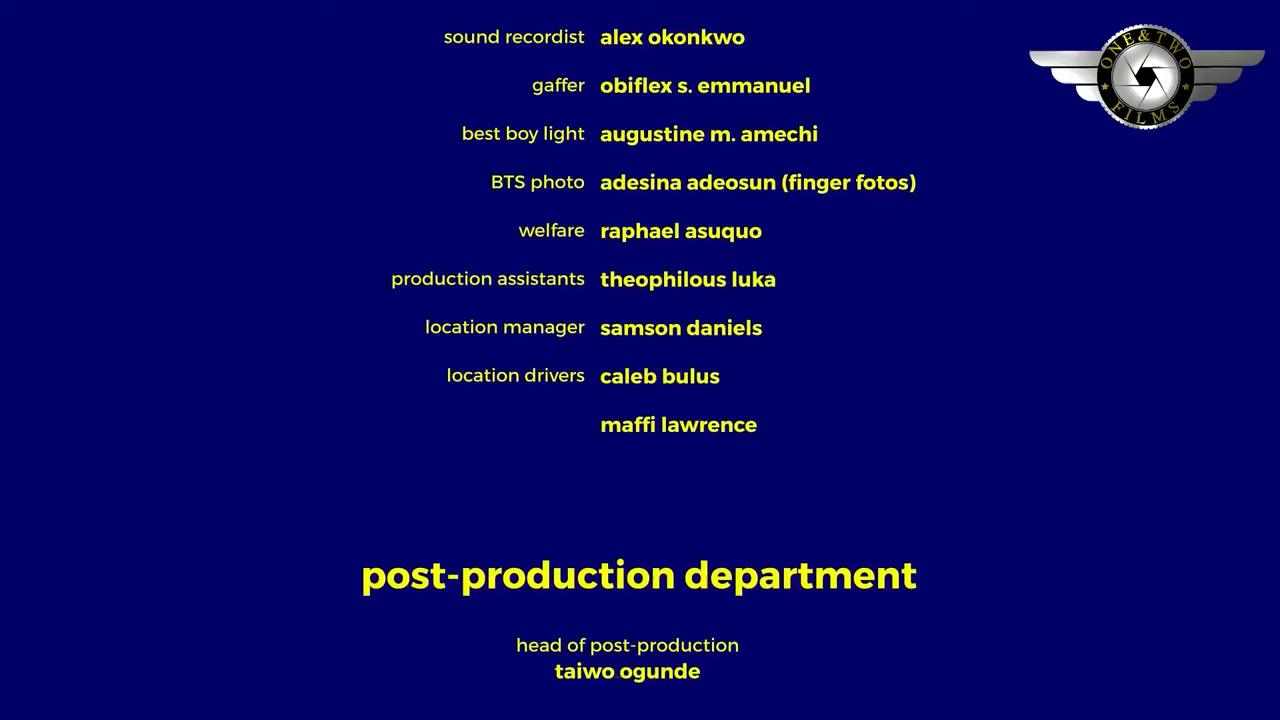 sound recordist alex okonkwo
gaffer obiflex s. emmanuel
best boy light augustine m. amechi
BTS photo adesina adeosun (finger fotos)
welfare raphael asuquo
production assistants theophilous luka
location manager samson daniels
location drivers caleb bulus
maffi lawrence
post-production department
head of post-production
taiwo ogunde
ONE&TWO
FILMS